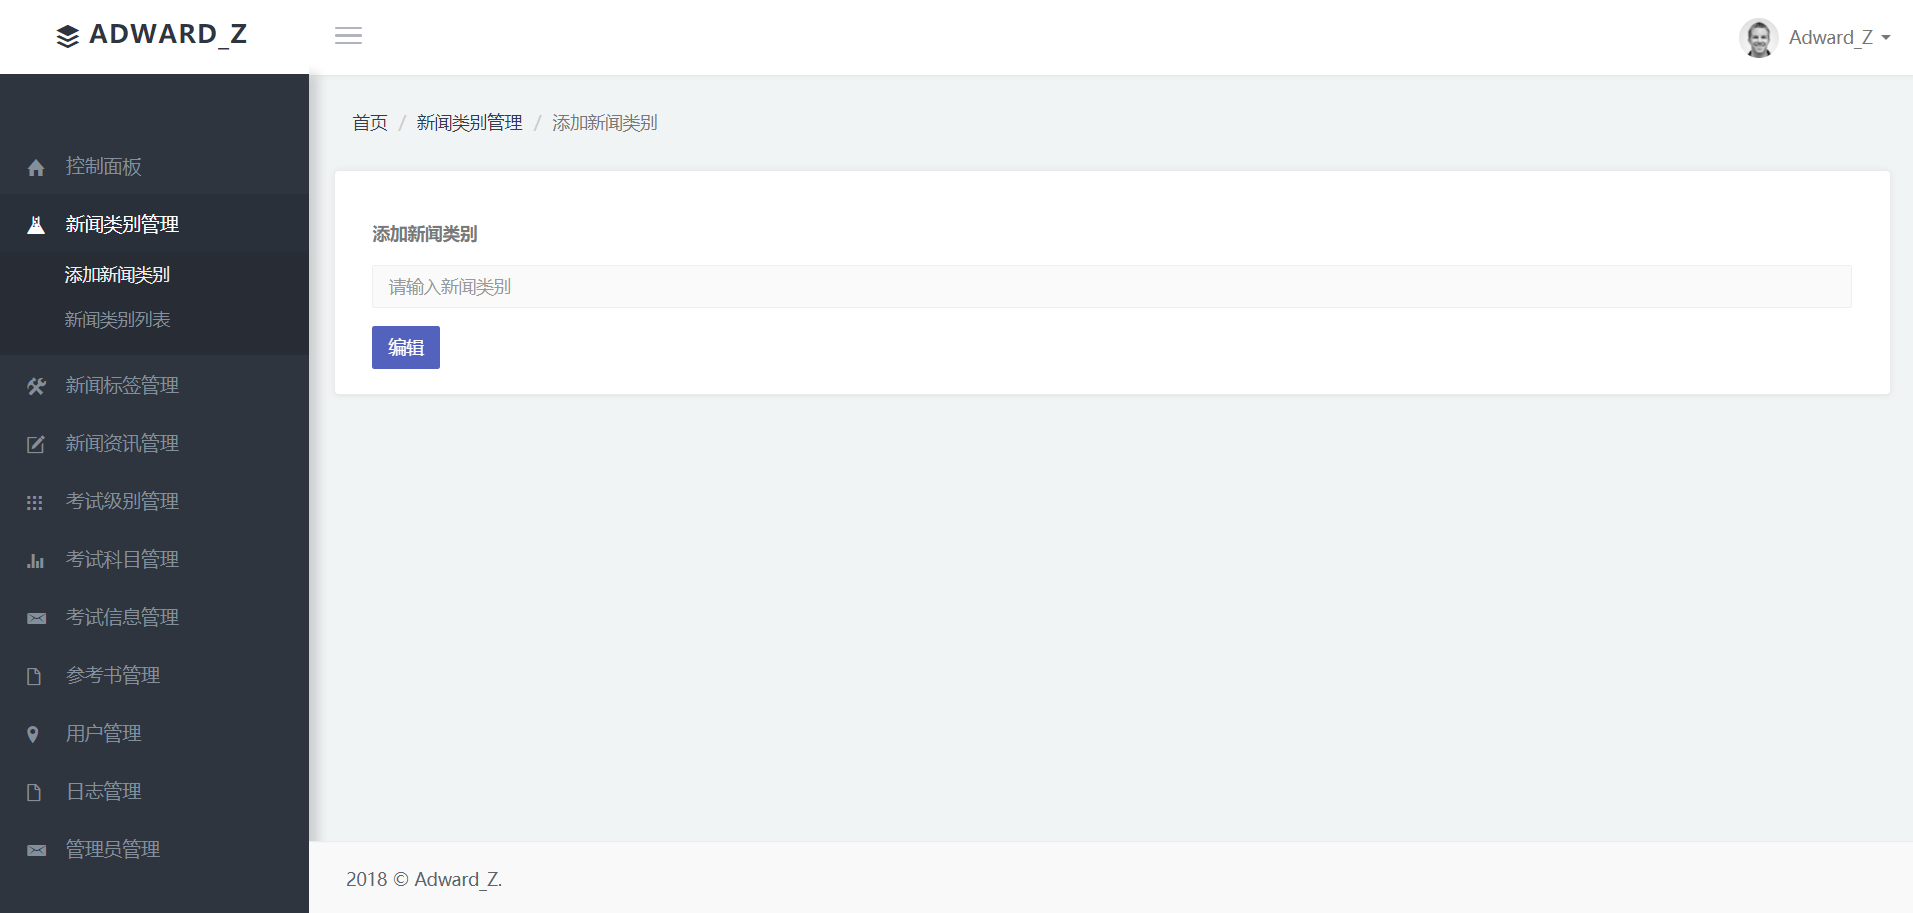 ADWARD_Z
Adward_Z
首页 / 新闻类别管理 / 添加新闻类别
控制面板
新闻类别管理
添加新闻类别
新闻类别列表
新闻标签管理
新闻资讯管理
考试级别管理
考试科目管理
考试信息管理
参考书管理
用户管理
日志管理
管理员管理
添加新闻类别
请输入新闻类别
编辑
2018 © Adward_Z.